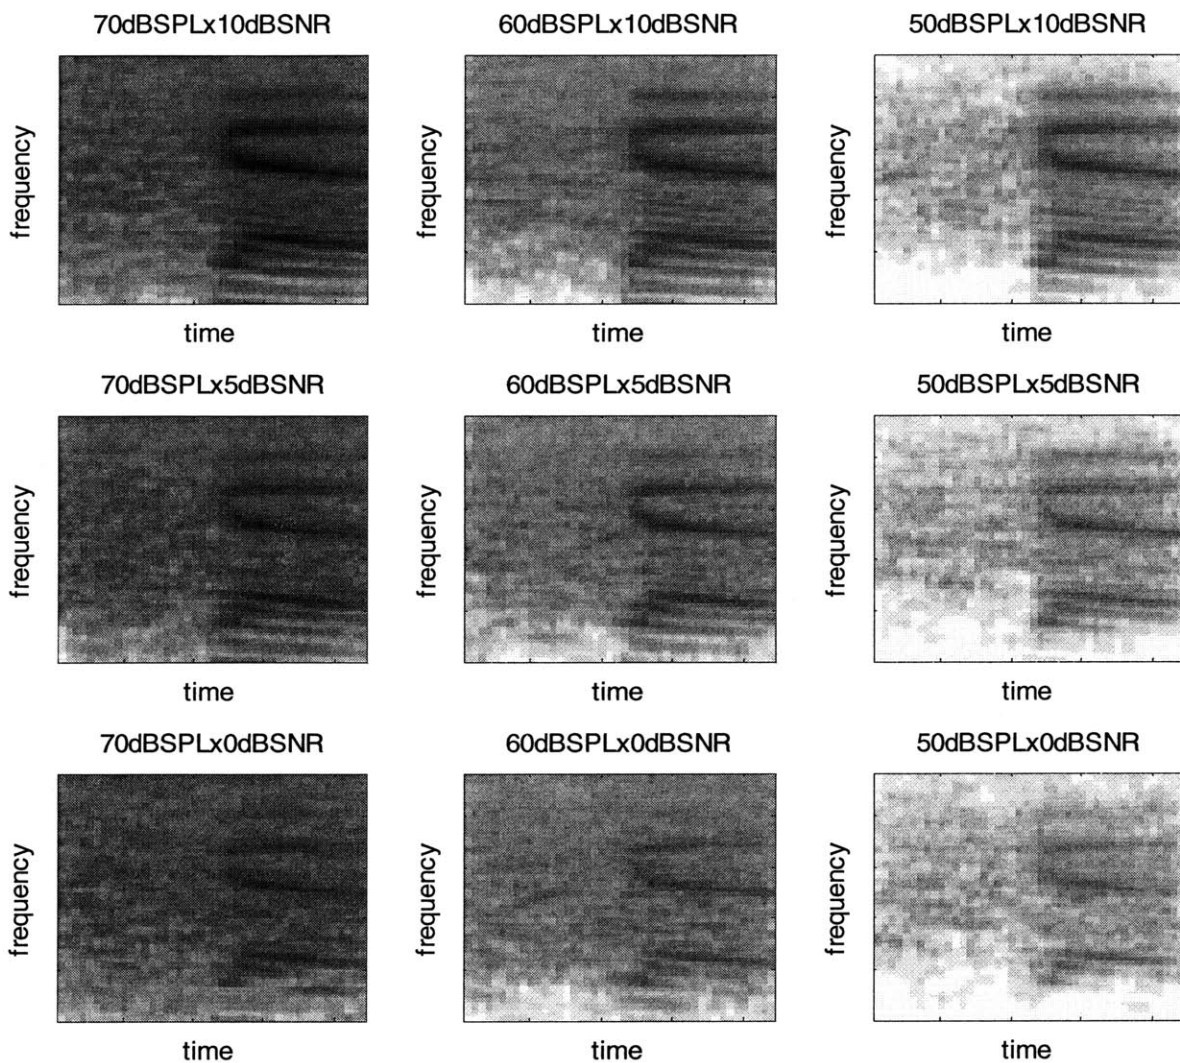 70dBSPLx10dBSNR
60dBSPLx10dBSNR
50dBSPLx10dBSNR
frequency
frequency
frequency
time
time
time
70dBSPLx5dBSNR
60dBSPLx5dBSNR
50dBSPLx5dBSNR
frequency
frequency
frequency
time
time
time
70dBSPLx0dBSNR
60dBSPLx0dBSNR
50dBSPLx0dBSNR
frequency
frequency
frequency
time
time
time